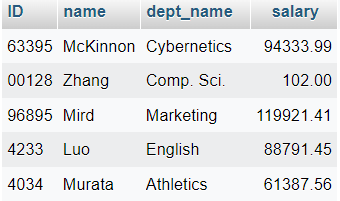 ID name dept_name salary
63395 McKinnon Cybernetics 94333.99
00128 Zhang Comp. Sci. 102.00
96895 Mird Marketing 119921.41
4233 Luo English 88791.45
4034 Murata Athletics 61387.56